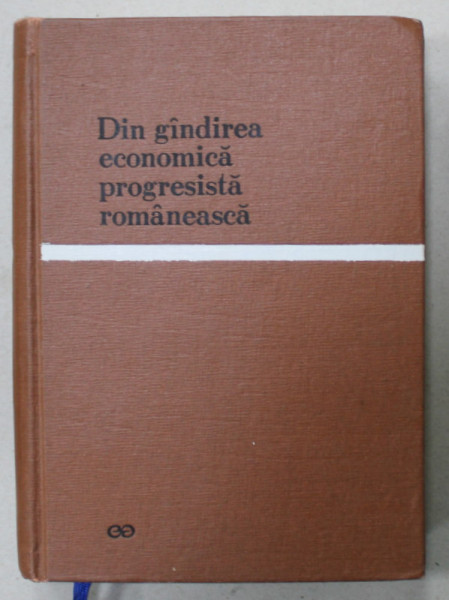 Din gîndirea
economică
progresistă
românească